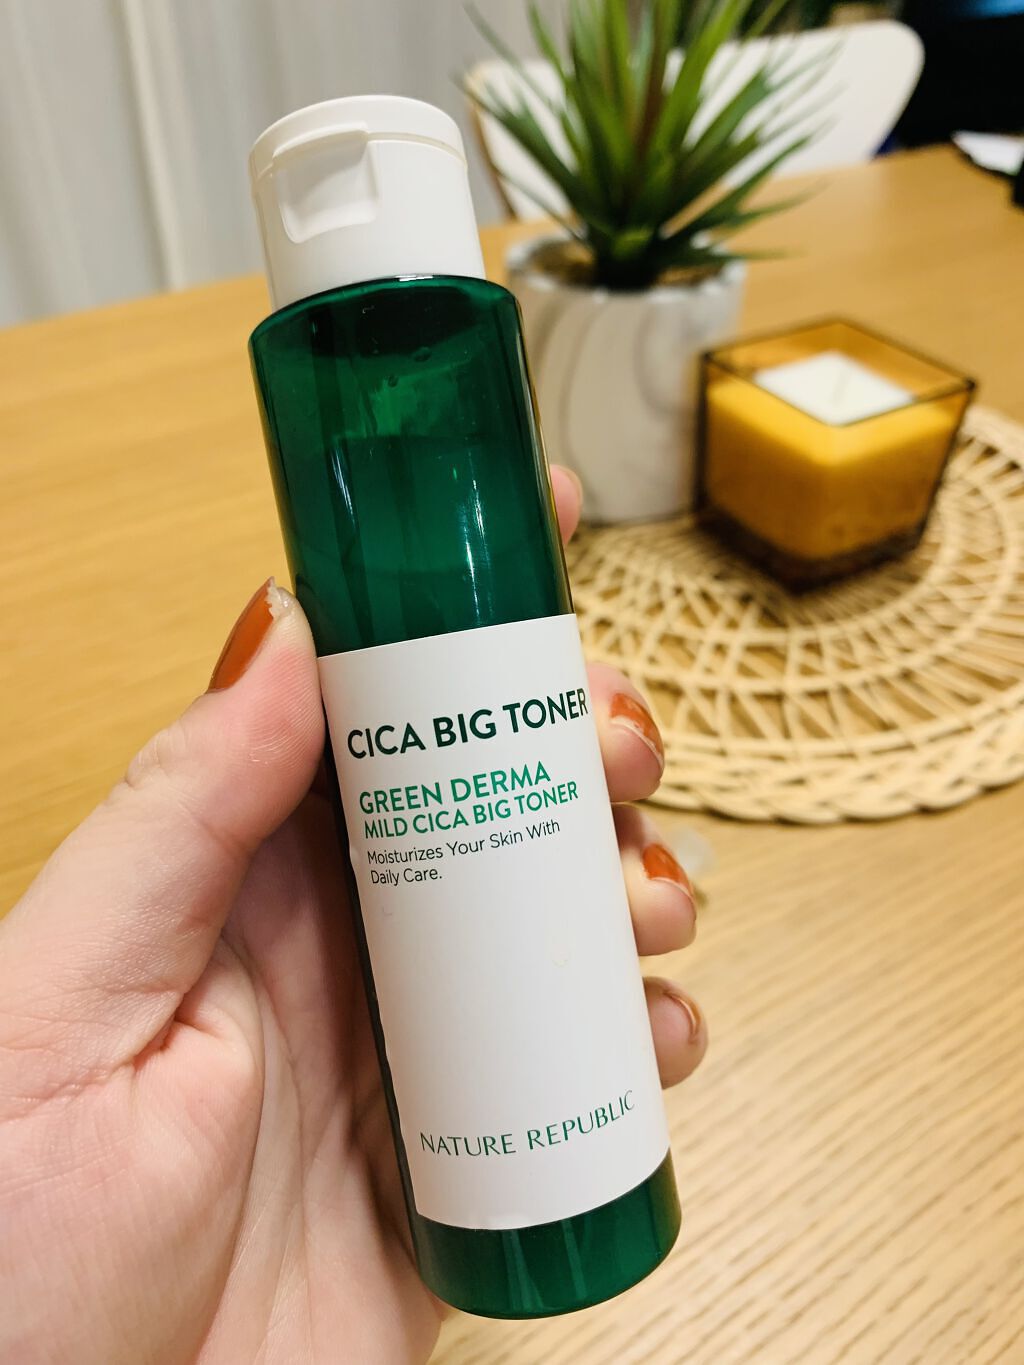 CICA BIG TONER
GREEN DERMA
MILD CICA BIG TONER
Moisturizes Your Skin With
Daily Care.
NATURE REPUBLIC